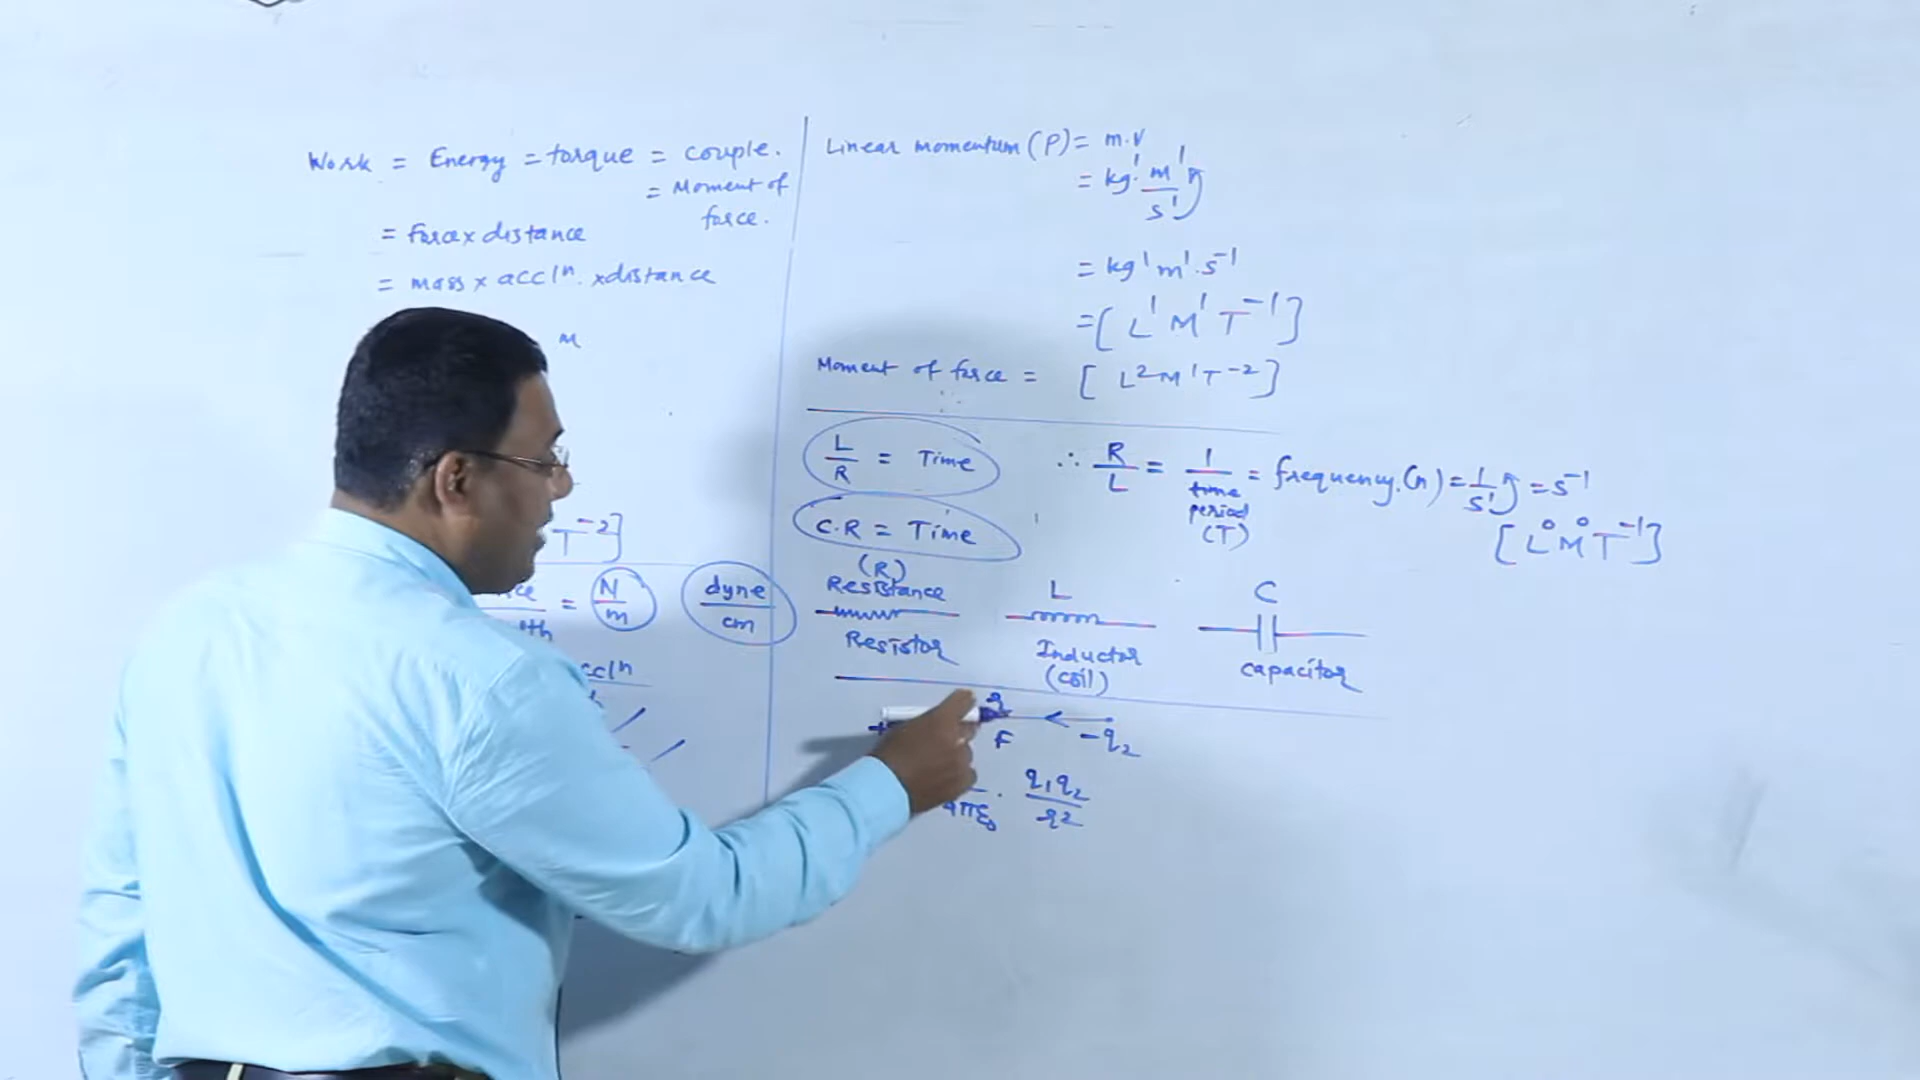 Work = Energy = torque = couple.
= Moment of
force.
= Force x distance
= mass x accln. x distance
m
T⁻²]
= N/m
dyne/cm
accln
Linear momentum (P) = m.v
= kg¹. m¹/s¹
= kg¹ m¹. s⁻¹
= [L¹ M¹ T⁻¹]
Moment of force = [L² M¹ T⁻²]
L/R = Time
∴ R/L = 1/time period (T) = frequency.(n) = 1/s¹ = s⁻¹
[L⁰ M⁰ T⁻¹]
C.R = Time
(R)
Resistance
L
C
Resistor
Inductor
(coil)
capacitor
r
F
-q₂
4πε₀ . q₁q₂/r²